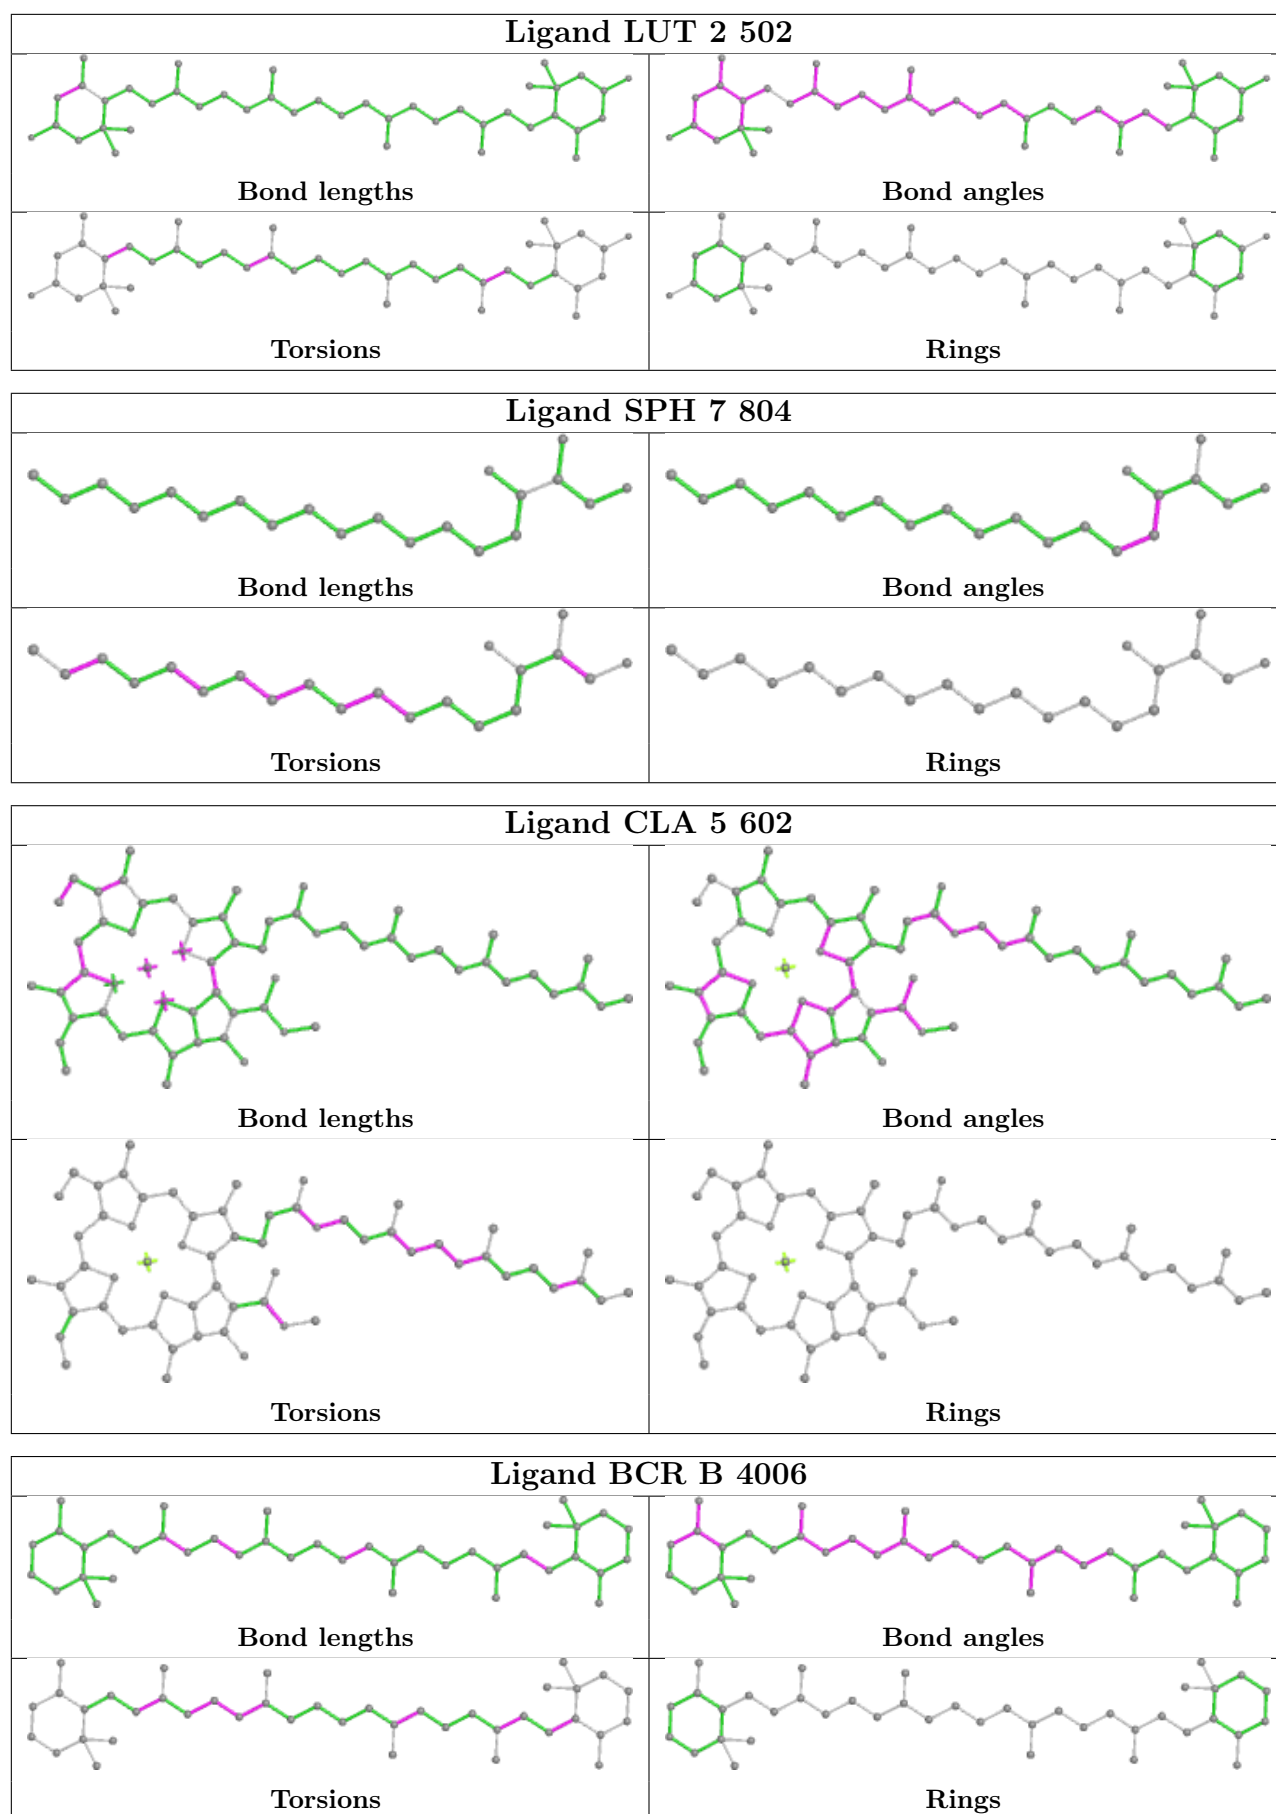 Ligand LUT 2 502
Bond lengths
Bond angles
Torsions
Rings
Ligand SPH 7 804
Bond lengths
Bond angles
Torsions
Rings
Ligand CLA 5 602
Bond lengths
Bond angles
Torsions
Rings
Ligand BCR B 4006
Bond lengths
Bond angles
Torsions
Rings